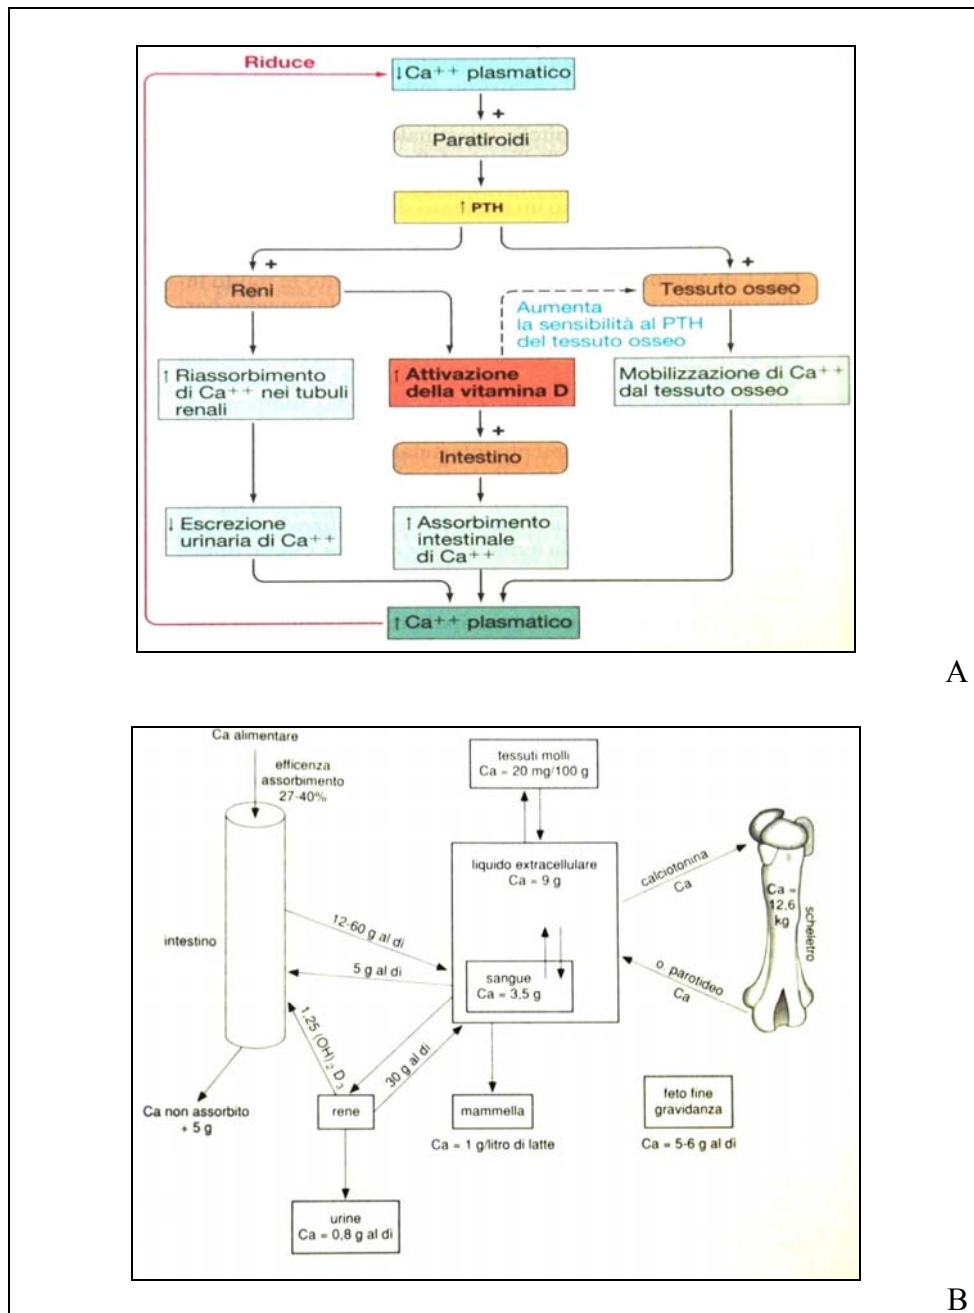 Riduce
↓Ca++ plasmatico
+
Paratiroidi
↑ PTH
+
+
Reni
Tessuto osseo
Aumenta
la sensibilità al PTH
del tessuto osseo
↑ Riassorbimento
di Ca++ nei tubuli
renali
↑ Attivazione
della vitamina D
Mobilizzazione di Ca++
dal tessuto osseo
+
Intestino
↓ Escrezione
urinaria di Ca++
↑ Assorbimento
intestinale
di Ca++
↑ Ca++ plasmatico
A
Ca alimentare
efficenza
assorbimento
27-40%
tessuti molli
Ca = 20 mg/100 g
liquido extracellulare
Ca = 9 g
calciotonina
Ca
Ca =
12,6
kg
scheletro
intestino
12-60 g al dì
5 g al dì
sangue
Ca = 3,5 g
o. parotideo
Ca
1,25 (OH)2 D3
30 g al dì
Ca non assorbito
+ 5 g
rene
mammella
Ca = 1 g/litro di latte
feto fine
gravidanza
Ca = 5-6 g al dì
urine
Ca = 0,8 g al dì
B